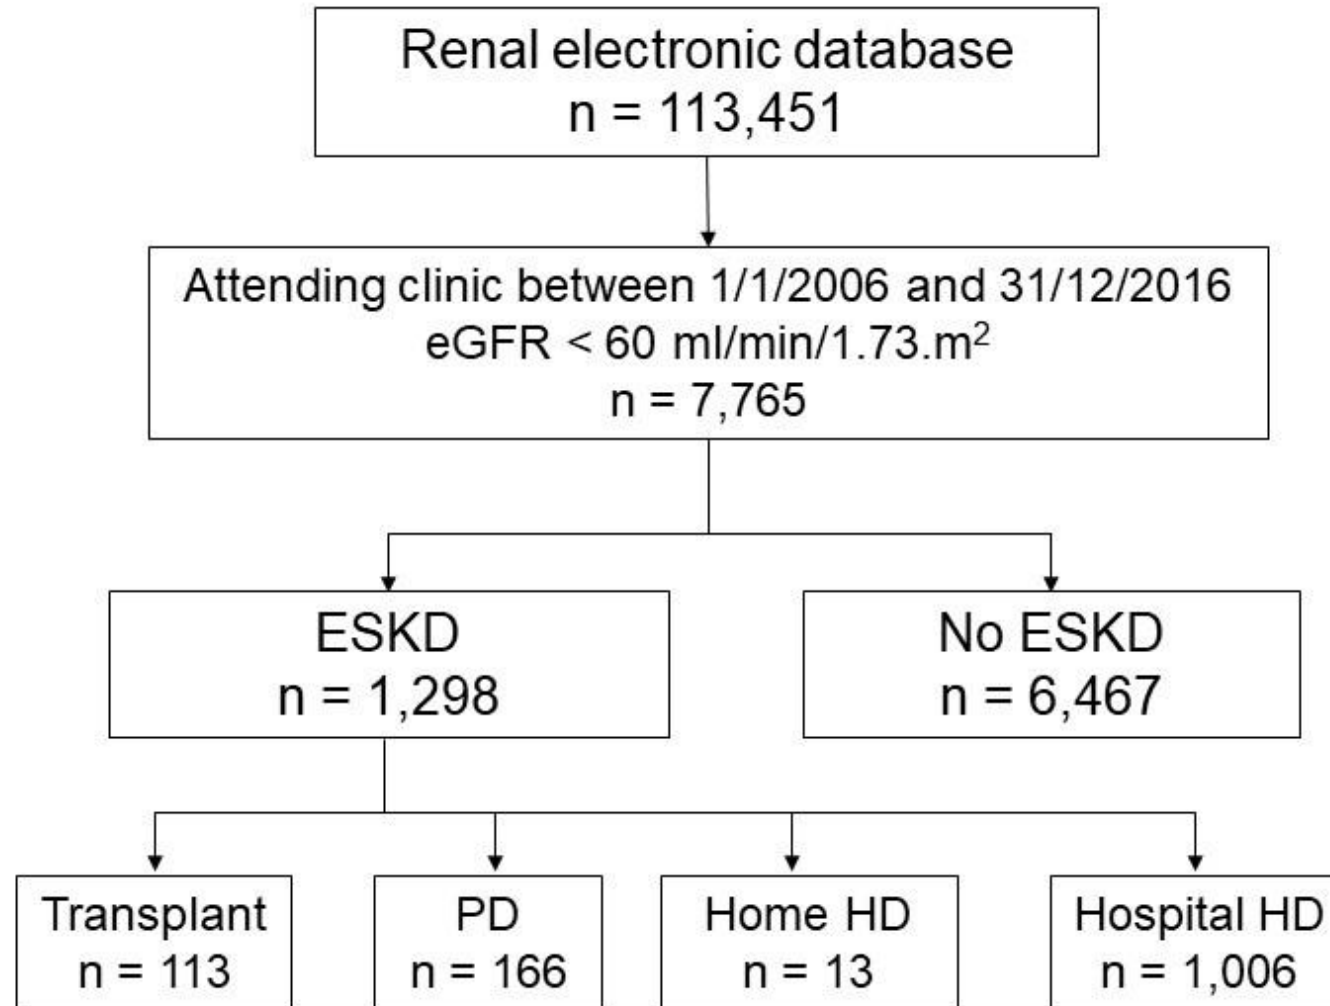 Renal electronic database
n = 113,451
Attending clinic between 1/1/2006 and 31/12/2016
eGFR < 60 ml/min/1.73.m²
n = 7,765
ESKD
n = 1,298
No ESKD
n = 6,467
Transplant
n = 113
PD
n = 166
Home HD
n = 13
Hospital HD
n = 1,006